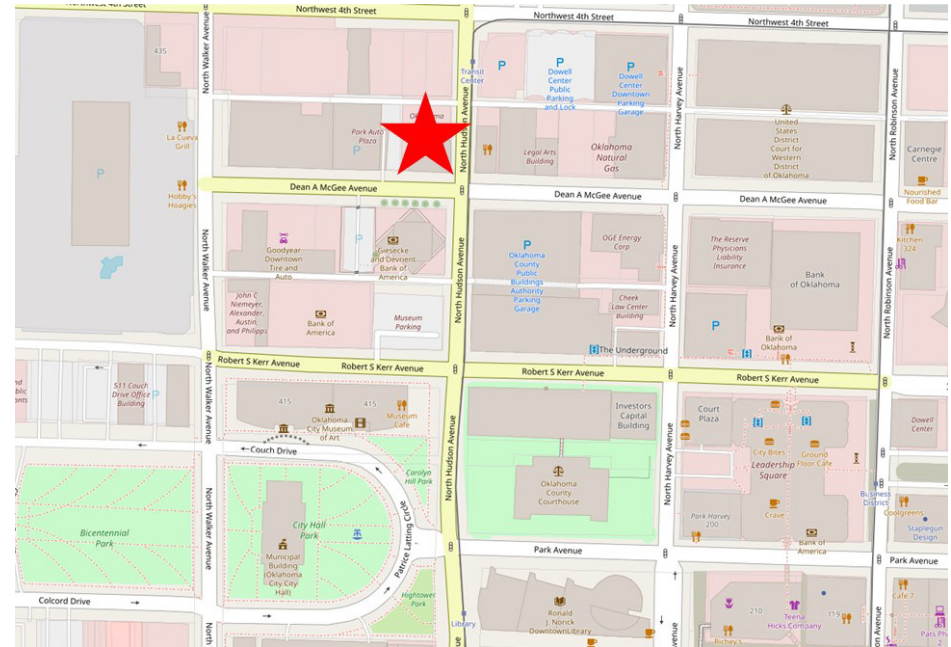 Northwest 4th Street
Northwest 4th Street
Northwest 4th Street
Northwest 4th Street
North Walker Avenue
435
La Cueva
Grill
Hobby's
Hoagies
P
Park Auto
Plaza
P
Transit
Center
North Hudson Avenue
P
P
Dowell
Center
Public
Parking
and Lock
P
Dowell
Center
Downtown
Parking
Garage
Legal Arts
Building
Oklahoma
Natural
Gas
North Harvey Avenue
United
States
District
Court for
Western
District
of Oklahoma
North Robinson Avenue
Carnegie
Centre
Nourished
Food Bar
Dean A McGee Avenue
Dean A McGee Avenue
Dean A McGee Avenue
North Walker Avenue
Goodyear
Downtown
Tire and
Auto
P
Giesecke
and Devrient
Bank of
America
John C
Niemeyer,
Alexander,
Austin,
and Philipps
Bank of
America
Museum
Parking
North Hudson Avenue
P
Oklahoma
County
Public
Buildings
Authority
Parking
Garage
OGE Energy
Corp
Cheek
Law Center
Building
The Underground
North Harvey Avenue
The Reserve
Physicians
Liability
Insurance
Bank
of Oklahoma
P
Bank of
Oklahoma
North Robinson Avenue
Kitchen
324
Robert S Kerr Avenue
Robert S Kerr Avenue
Robert S Kerr Avenue
Robert S Kerr Avenue
511 Couch
Drive Office
Building
P
North Walker Avenue
415
415
Oklahoma
City Museum
of Art
Museum
Cafe
Couch Drive
Carolyn
Hill Park
North Hudson Avenue
Investors
Capital
Building
Oklahoma
County
Courthouse
North Harvey Avenue
Court
Plaza
City Bites
Ground
Floor Cafe
Leadership
Square
Crave
Park Harvey
200
Bank of
America
Dowell
Center
Business
District
Coolgreens
Staplegun
Design
Bicentennial
Park
North Walker Avenue
City Hall
Park
Municipal
Building
(Oklahoma
City City
Hall)
Patrice Latting Circle
Hightower
Park
Park Avenue
Park Avenue
Colcord Drive
North
Library
Ronald
J. Norick
DowntownLibrary
210
Teena
Hicks Company
119
Richey's
Cafe 7